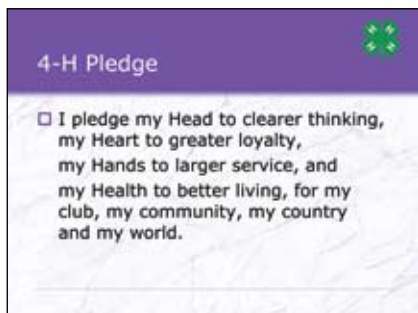 4-H Pledge
I pledge my Head to clearer thinking,
my Heart to greater loyalty,
my Hands to larger service, and
my Health to better living, for my
club, my community, my country
and my world.